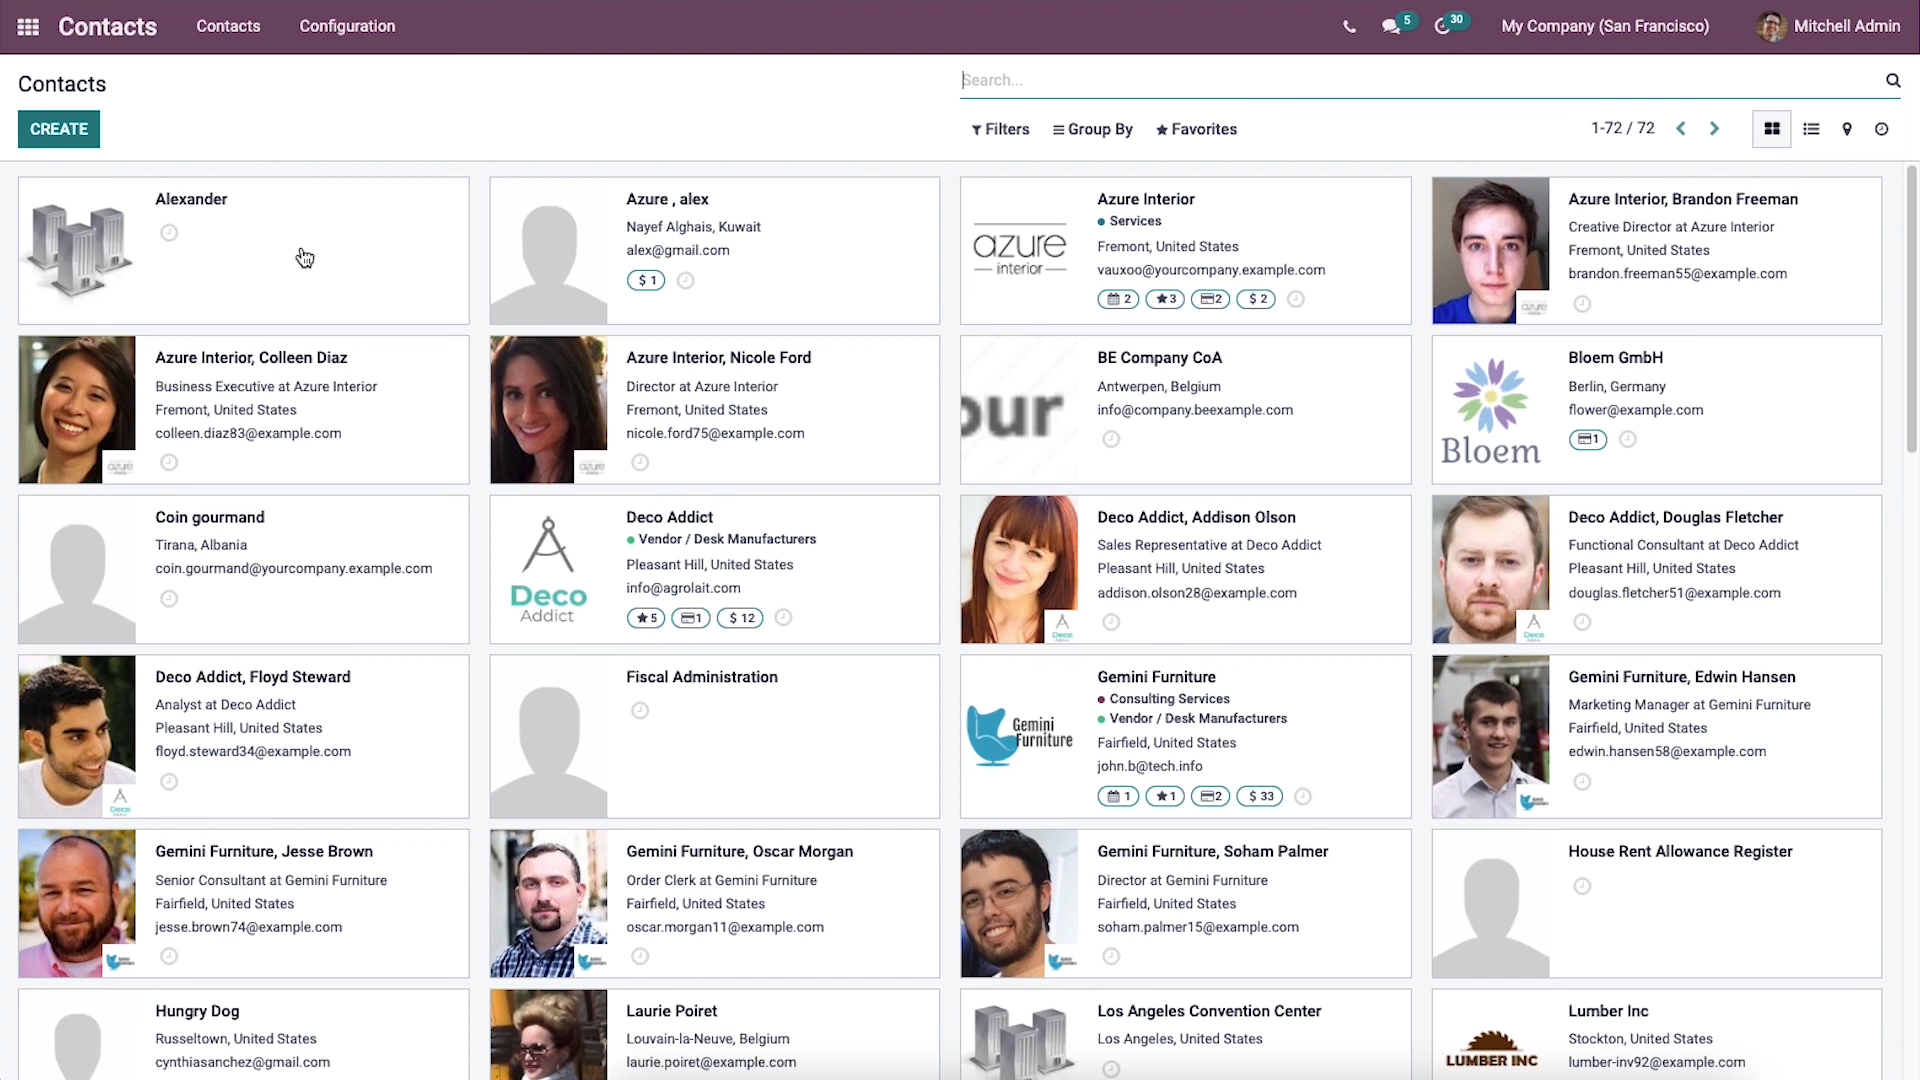 Contacts
Contacts
Configuration
5
30
My Company (San Francisco)
Mitchell Admin
Contacts
Search...
CREATE
Filters
Group By
Favorites
1-72 / 72
Alexander
Azure , alex
Nayef Alghais, Kuwait
alex@gmail.com
$ 1
azure
interior
Azure Interior
Services
Fremont, United States
vauxoo@yourcompany.example.com
2
3
2
$ 2
Azure Interior, Brandon Freeman
Creative Director at Azure Interior
Fremont, United States
brandon.freeman55@example.com
azure
Azure Interior, Colleen Diaz
Business Executive at Azure Interior
Fremont, United States
colleen.diaz83@example.com
azure
Azure Interior, Nicole Ford
Director at Azure Interior
Fremont, United States
nicole.ford75@example.com
azure
our
BE Company CoA
Antwerpen, Belgium
info@company.beexample.com
Bloem
Bloem GmbH
Berlin, Germany
flower@example.com
1
Coin gourmand
Tirana, Albania
coin.gourmand@yourcompany.example.com
Deco
Addict
Deco Addict
Vendor / Desk Manufacturers
Pleasant Hill, United States
info@agrolait.com
5
1
$ 12
Deco Addict, Addison Olson
Sales Representative at Deco Addict
Pleasant Hill, United States
addison.olson28@example.com
Deco
Deco Addict, Douglas Fletcher
Functional Consultant at Deco Addict
Pleasant Hill, United States
douglas.fletcher51@example.com
Deco
Deco Addict, Floyd Steward
Analyst at Deco Addict
Pleasant Hill, United States
floyd.steward34@example.com
Deco
Fiscal Administration
Gemini
Furniture
Gemini Furniture
Consulting Services
Vendor / Desk Manufacturers
Fairfield, United States
john.b@tech.info
1
1
2
$ 33
Gemini Furniture, Edwin Hansen
Marketing Manager at Gemini Furniture
Fairfield, United States
edwin.hansen58@example.com
Gemini Furniture, Jesse Brown
Senior Consultant at Gemini Furniture
Fairfield, United States
jesse.brown74@example.com
Gemini Furniture, Oscar Morgan
Order Clerk at Gemini Furniture
Fairfield, United States
oscar.morgan11@example.com
Gemini Furniture, Soham Palmer
Director at Gemini Furniture
Fairfield, United States
soham.palmer15@example.com
House Rent Allowance Register
Hungry Dog
Russeltown, United States
cynthiasanchez@gmail.com
Laurie Poiret
Louvain-la-Neuve, Belgium
laurie.poiret@example.com
Los Angeles Convention Center
Los Angeles, United States
LUMBER INC
Lumber Inc
Stockton, United States
lumber-inv92@example.com